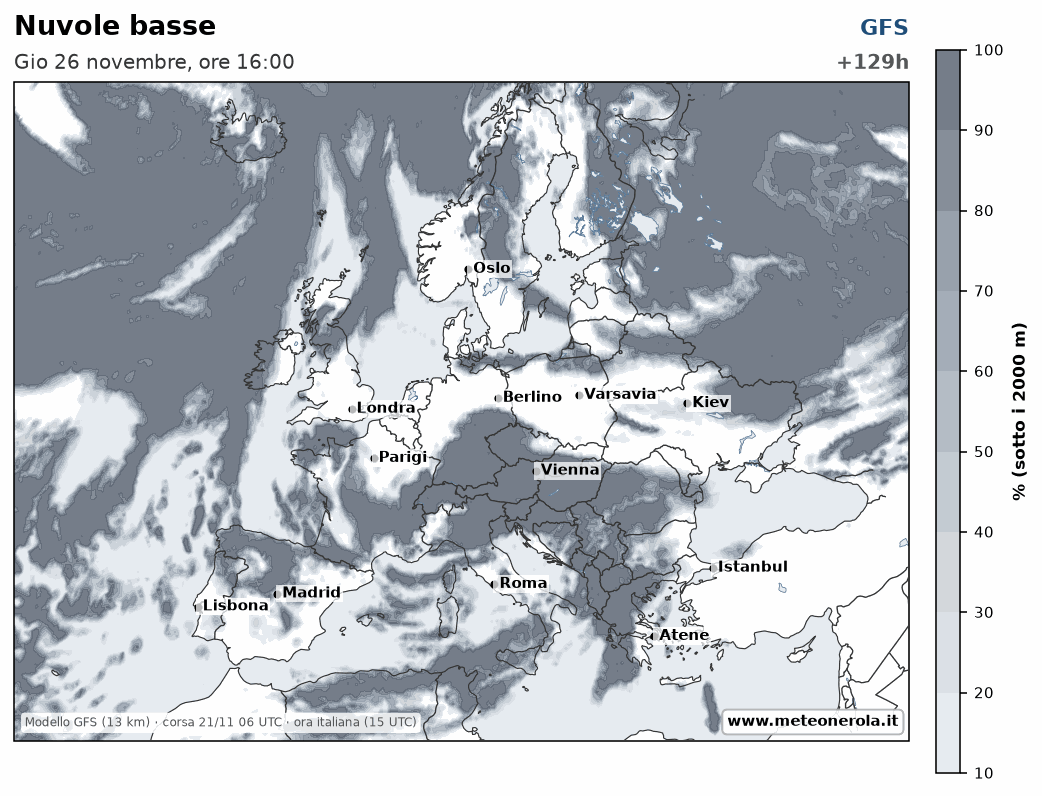 Nuvole basse
GFS
Gio 26 novembre, ore 16:00
+129h
100
90
80
70
60
50
40
30
20
10
% (sotto i 2000 m)
Oslo
Berlino
Varsavia
Kiev
Londra
Parigi
Vienna
Istanbul
Roma
Madrid
Lisbona
Atene
Modello GFS (13 km) · corsa 21/11 06 UTC · ora italiana (15 UTC)
www.meteonerola.it